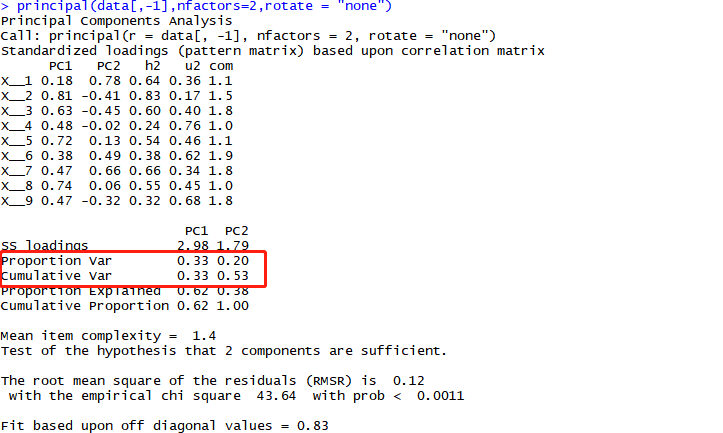 > principal(data[,-1],nfactors=2,rotate = "none")
Principal Components Analysis
Call: principal(r = data[, -1], nfactors = 2, rotate = "none")
Standardized loadings (pattern matrix) based upon correlation matrix
PC1 PC2 h2 u2 com
X__1 0.18 0.78 0.64 0.36 1.1
X__2 0.81 -0.41 0.83 0.17 1.5
X__3 0.63 -0.45 0.60 0.40 1.8
X__4 0.48 -0.02 0.24 0.76 1.0
X__5 0.72 0.13 0.54 0.46 1.1
X__6 0.38 0.49 0.38 0.62 1.9
X__7 0.47 0.66 0.66 0.34 1.8
X__8 0.74 0.06 0.55 0.45 1.0
X__9 0.47 -0.32 0.32 0.68 1.8
PC1 PC2
SS loadings 2.98 1.79
Proportion Var 0.33 0.20
Cumulative Var 0.33 0.53
Proportion Explained 0.62 0.38
Cumulative Proportion 0.62 1.00
Mean item complexity = 1.4
Test of the hypothesis that 2 components are sufficient.
The root mean square of the residuals (RMSR) is 0.12
with the empirical chi square 43.64 with prob < 0.0011
Fit based upon off diagonal values = 0.83